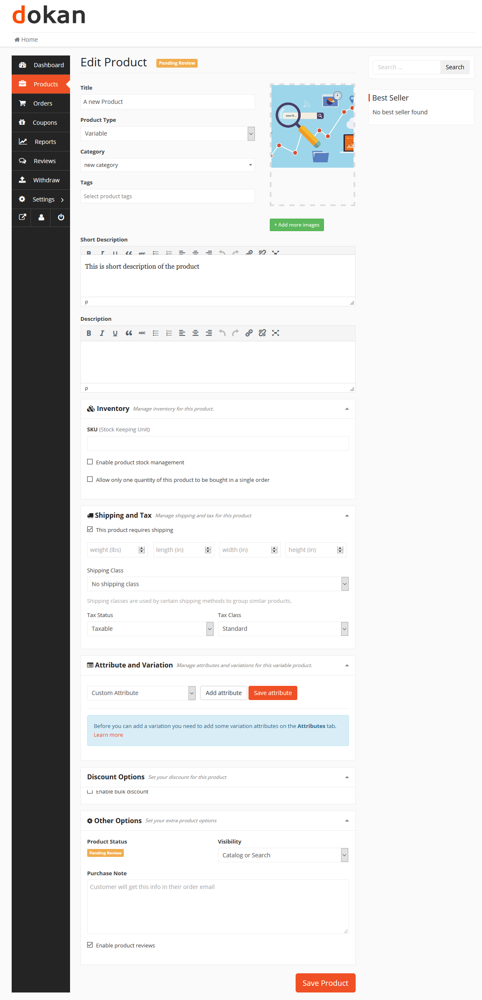 dokan
Home
Dashboard
Products
Orders
Coupons
Reports
Reviews
Withdraw
Settings
Edit Product
Pending Review
Title
A new Product
Product Type
Variable
Category
new category
Tags
Select product tags
search...
+ Add more images
Short Description
B I U ABC
This is short description of the product
p
Description
B I U ABC
p
Inventory Manage inventory for this product.
SKU (Stock Keeping Unit)
Enable product stock management
Allow only one quantity of this product to be bought in a single order
Shipping and Tax Manage shipping and tax for this product
This product requires shipping
weight (lbs) length (in) width (in) height (in)
Shipping Class
No shipping class
Shipping classes are used by certain shipping methods to group similar products.
Tax Status Tax Class
Taxable Standard
Attribute and Variation Manage attributes and variations for this variable product.
Custom Attribute Add attribute Save attribute
Before you can add a variation you need to add some variation attributes on the Attributes tab.
Learn more
Discount Options Set your discount for this product
Enable bulk discount
Other Options Set your extra product options
Product Status Visibility
Pending Review Catalog or Search
Purchase Note
Customer will get this info in their order email
Enable product reviews
Save Product
Search ... Search
Best Seller
No best seller found